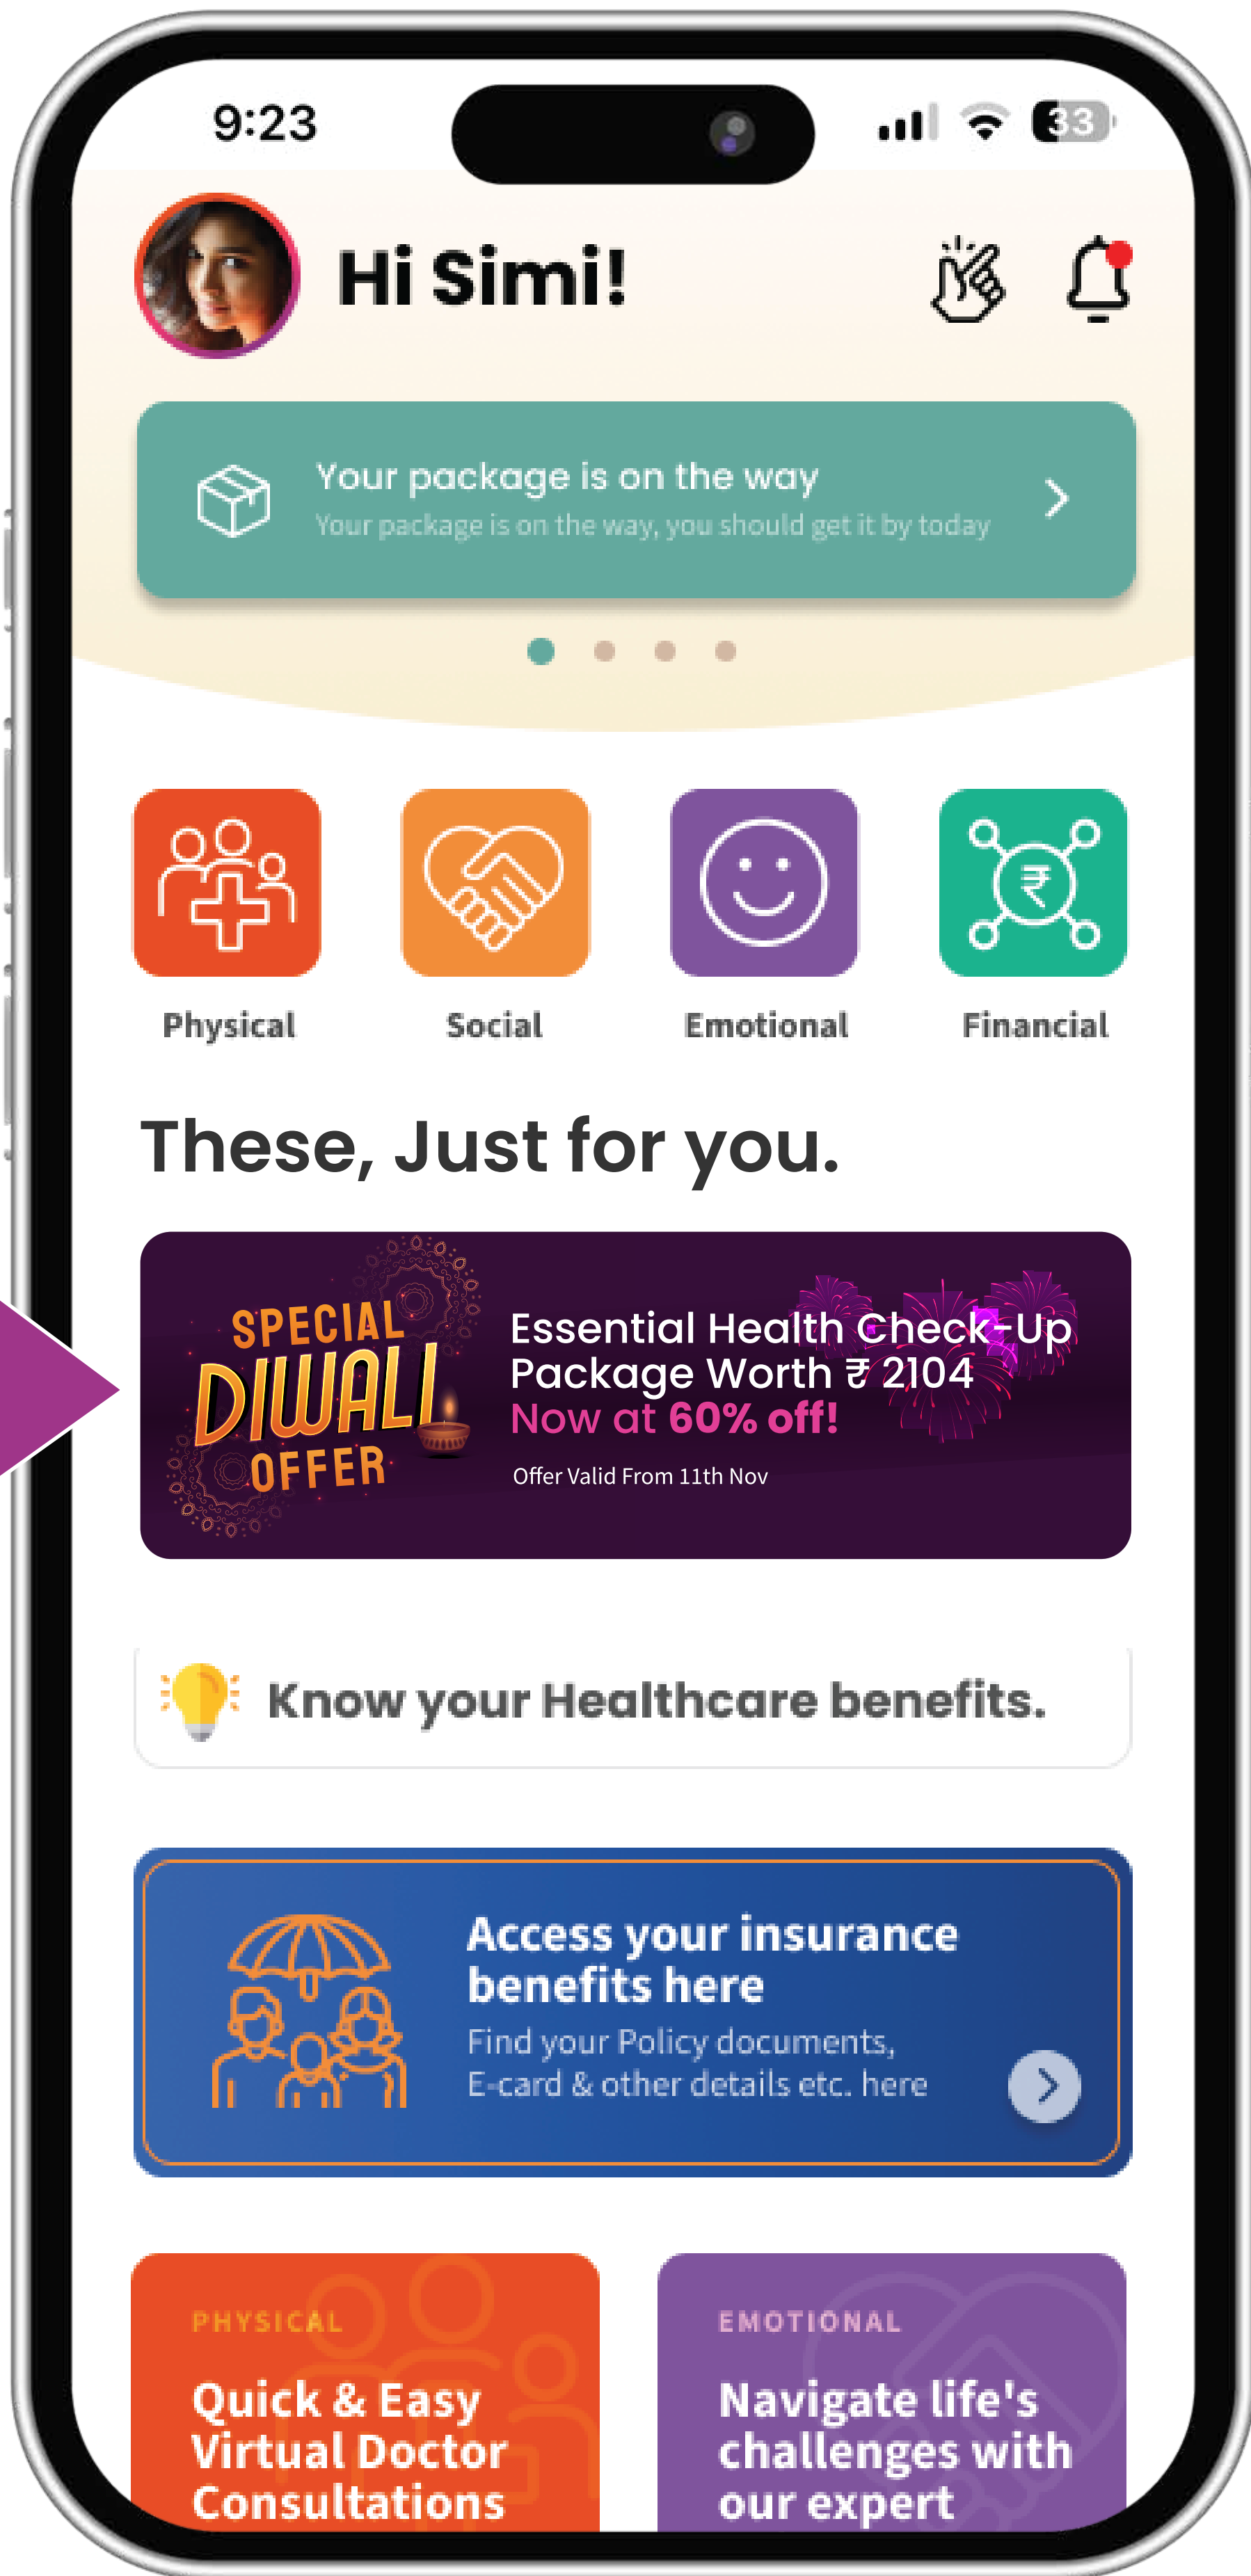 9:23
33
Hi Simi!
Your package is on the way
Your package is on the way, you should get it by today
Physical
Social
Emotional
Financial
These, Just for you.
SPECIAL
DIWALI
OFFER
Essential Health Check-Up
Package Worth ₹ 2104
Now at 60% off!
Offer Valid From 11th Nov
Know your Healthcare benefits.
Access your insurance
benefits here
Find your Policy documents,
E-card & other details etc. here
PHYSICAL
Quick & Easy
Virtual Doctor
Consultations
EMOTIONAL
Navigate life's
challenges with
our expert